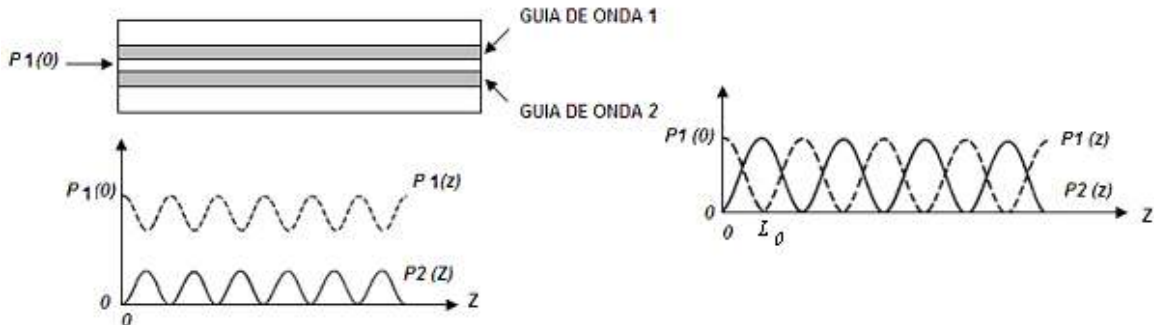 GUIA DE ONDA 1
P 1(0)
GUIA DE ONDA 2
P 1(0)
P 1(z)
P2 (Z)
0
0
Z
P1 (0)
P1 (z)
P2 (z)
0
0
L 0
Z